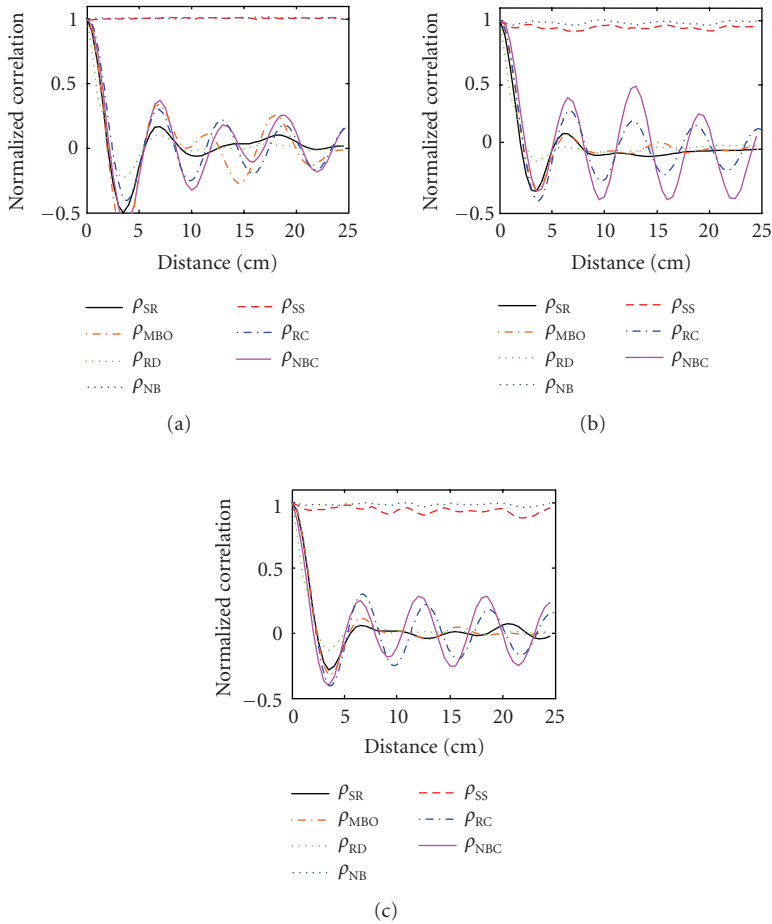 Normalized correlation
1
0.5
0
−0.5
0 5 10 15 20 25
Distance (cm)
ρSR ρSS
ρMBO ρRC
ρRD ρNBC
ρNB
(a)
Normalized correlation
1
0.5
0
−0.5
0 5 10 15 20 25
Distance (cm)
ρSR ρSS
ρMBO ρRC
ρRD ρNBC
ρNB
(b)
Normalized correlation
1
0.5
0
−0.5
0 5 10 15 20 25
Distance (cm)
ρSR ρSS
ρMBO ρRC
ρRD ρNBC
ρNB
(c)